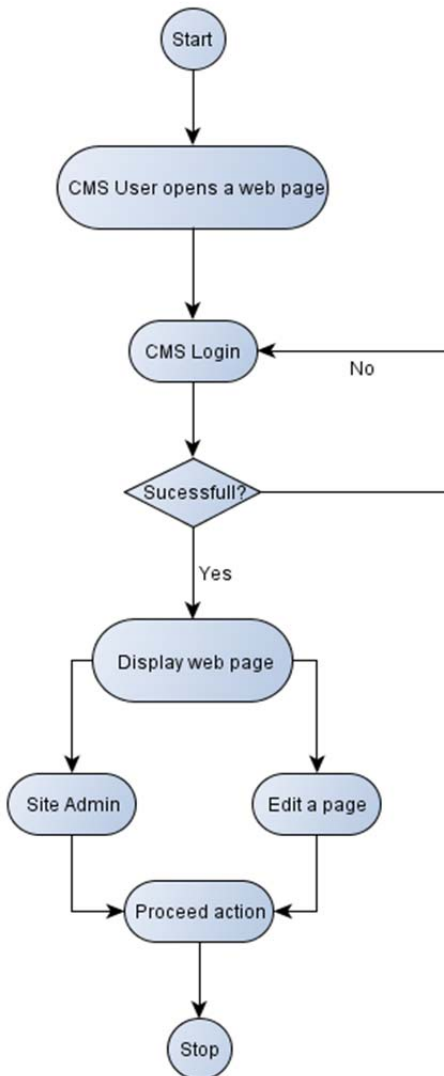 Start
CMS User opens a web page
CMS Login
No
Sucessfull?
Yes
Display web page
Site Admin
Edit a page
Proceed action
Stop